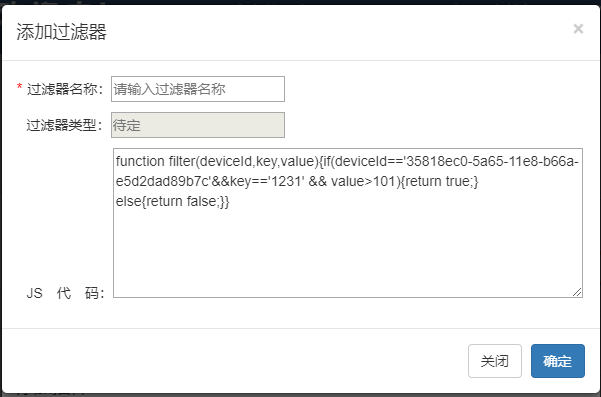 添加过滤器
×
* 过滤器名称: 请输入过滤器名称
过滤器类型: 待定
function filter(deviceId,key,value){if(deviceId=='35818ec0-5a65-11e8-b66a-
e5d2dad89b7c'&&key=='1231' && value>101){return true;}
else{return false;}}
JS 代 码:
关闭 确定